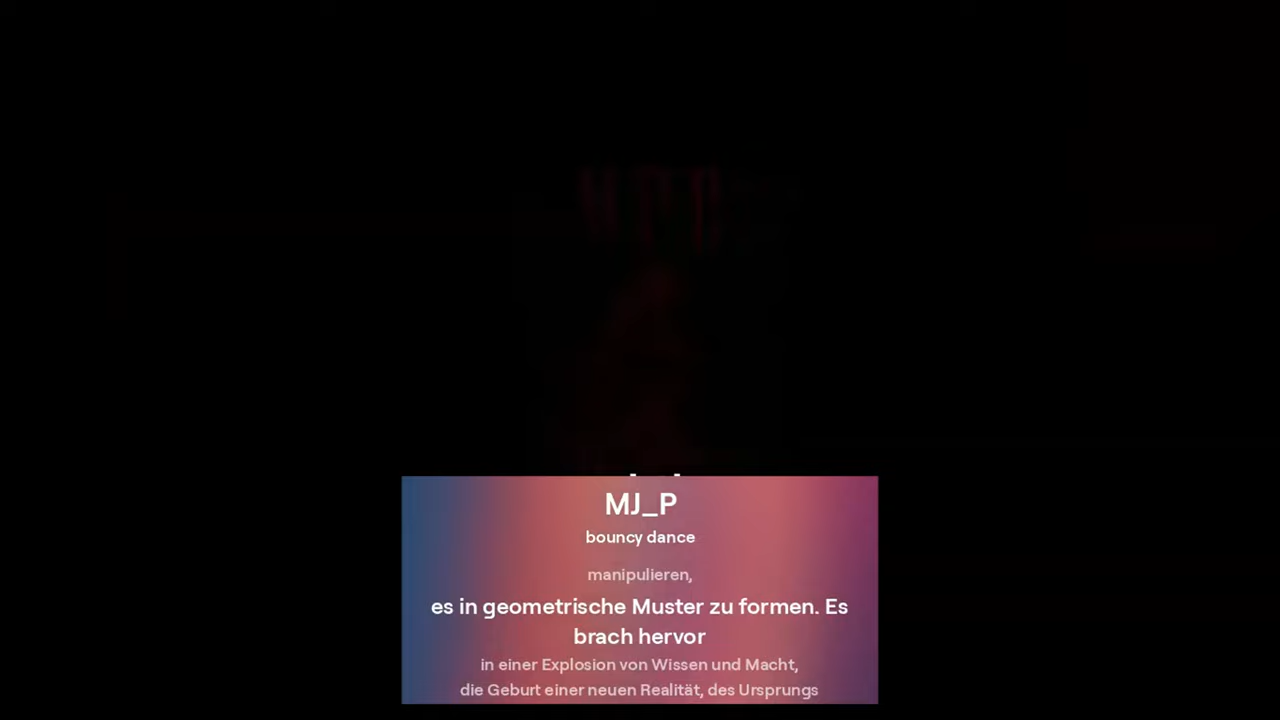 MJ_P
bouncy dance
manipulieren,
es in geometrische Muster zu formen. Es
brach hervor
in einer Explosion von Wissen und Macht,
die Geburt einer neuen Realität, des Ursprungs